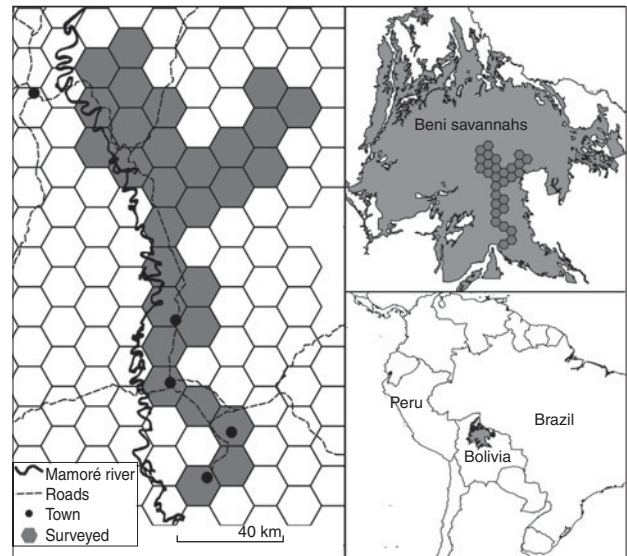 Mamoré river
Roads
Town
Surveyed
40 km
Beni savannahs
Peru
Brazil
Bolivia